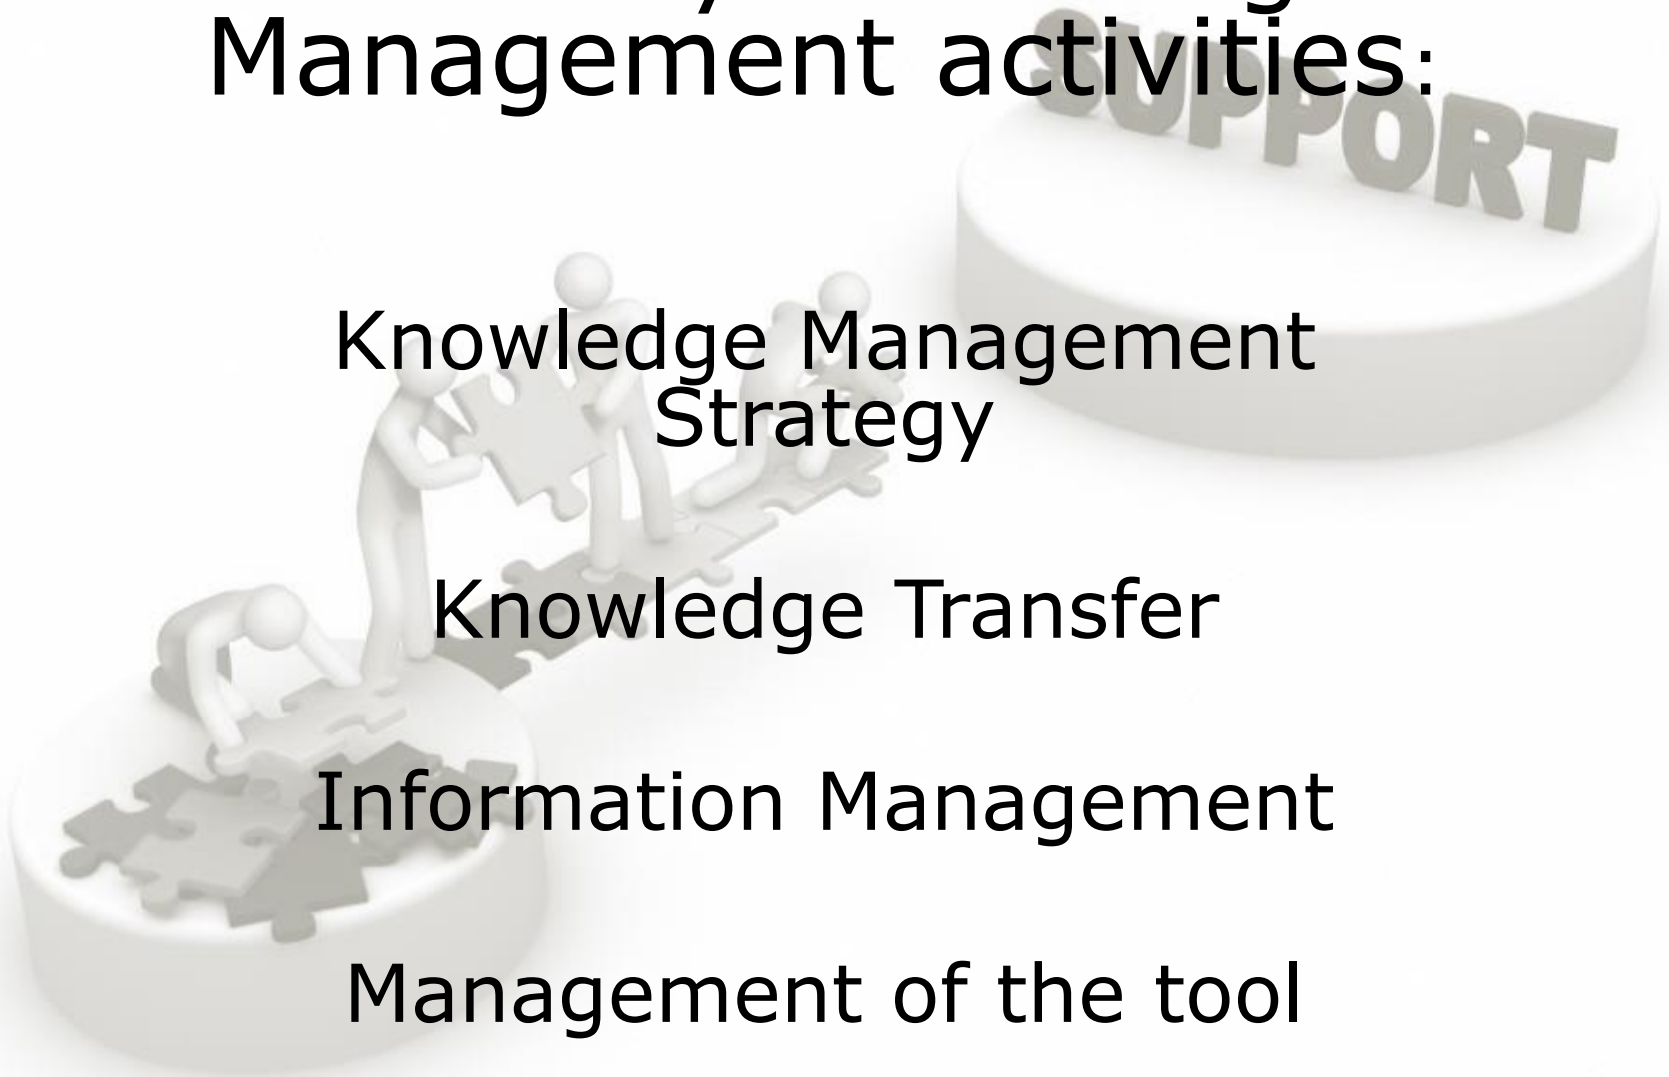 Management activities:
SUPPORT
Knowledge Management
Strategy
Knowledge Transfer
Information Management
Management of the tool